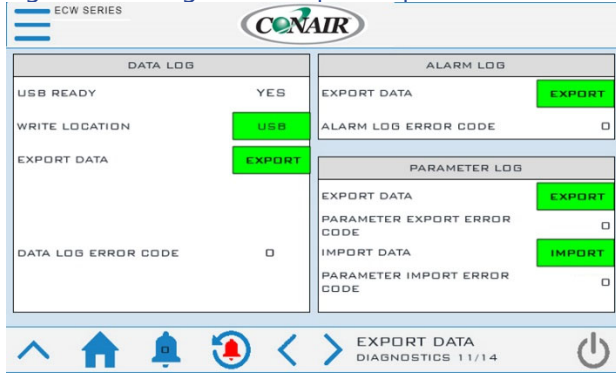 ECW SERIES
CONAIR
DATA LOG
USB READY YES
WRITE LOCATION USB
EXPORT DATA EXPORT
DATA LOG ERROR CODE 0
ALARM LOG
EXPORT DATA EXPORT
ALARM LOG ERROR CODE 0
PARAMETER LOG
EXPORT DATA EXPORT
PARAMETER EXPORT ERROR
CODE 0
IMPORT DATA IMPORT
PARAMETER IMPORT ERROR
CODE 0
0
EXPORT DATA
DIAGNOSTICS 11/14